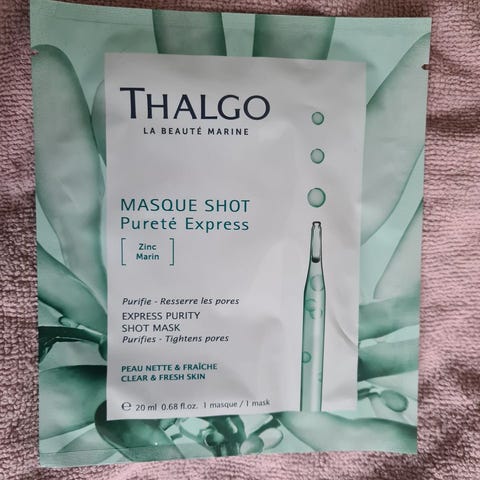 THALGO
LA BEAUTÉ MARINE
MASQUE SHOT
Pureté Express
[ Zinc
Marin ]
Purifie - Resserre les pores
EXPRESS PURITY
SHOT MASK
Purifies - Tightens pores
PEAU NETTE & FRAÎCHE
CLEAR & FRESH SKIN
℮ 20 ml 0.68 fl.oz. 1 masque / 1 mask